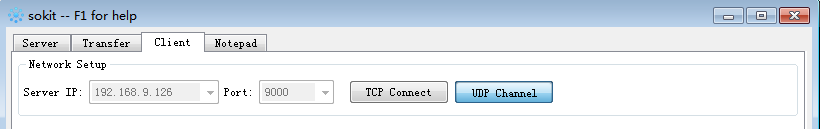 sokit -- F1 for help
Server Transfer Client Notepad
Network Setup
Server IP: 192.168.9.126 Port: 9000 TCP Connect UDP Channel